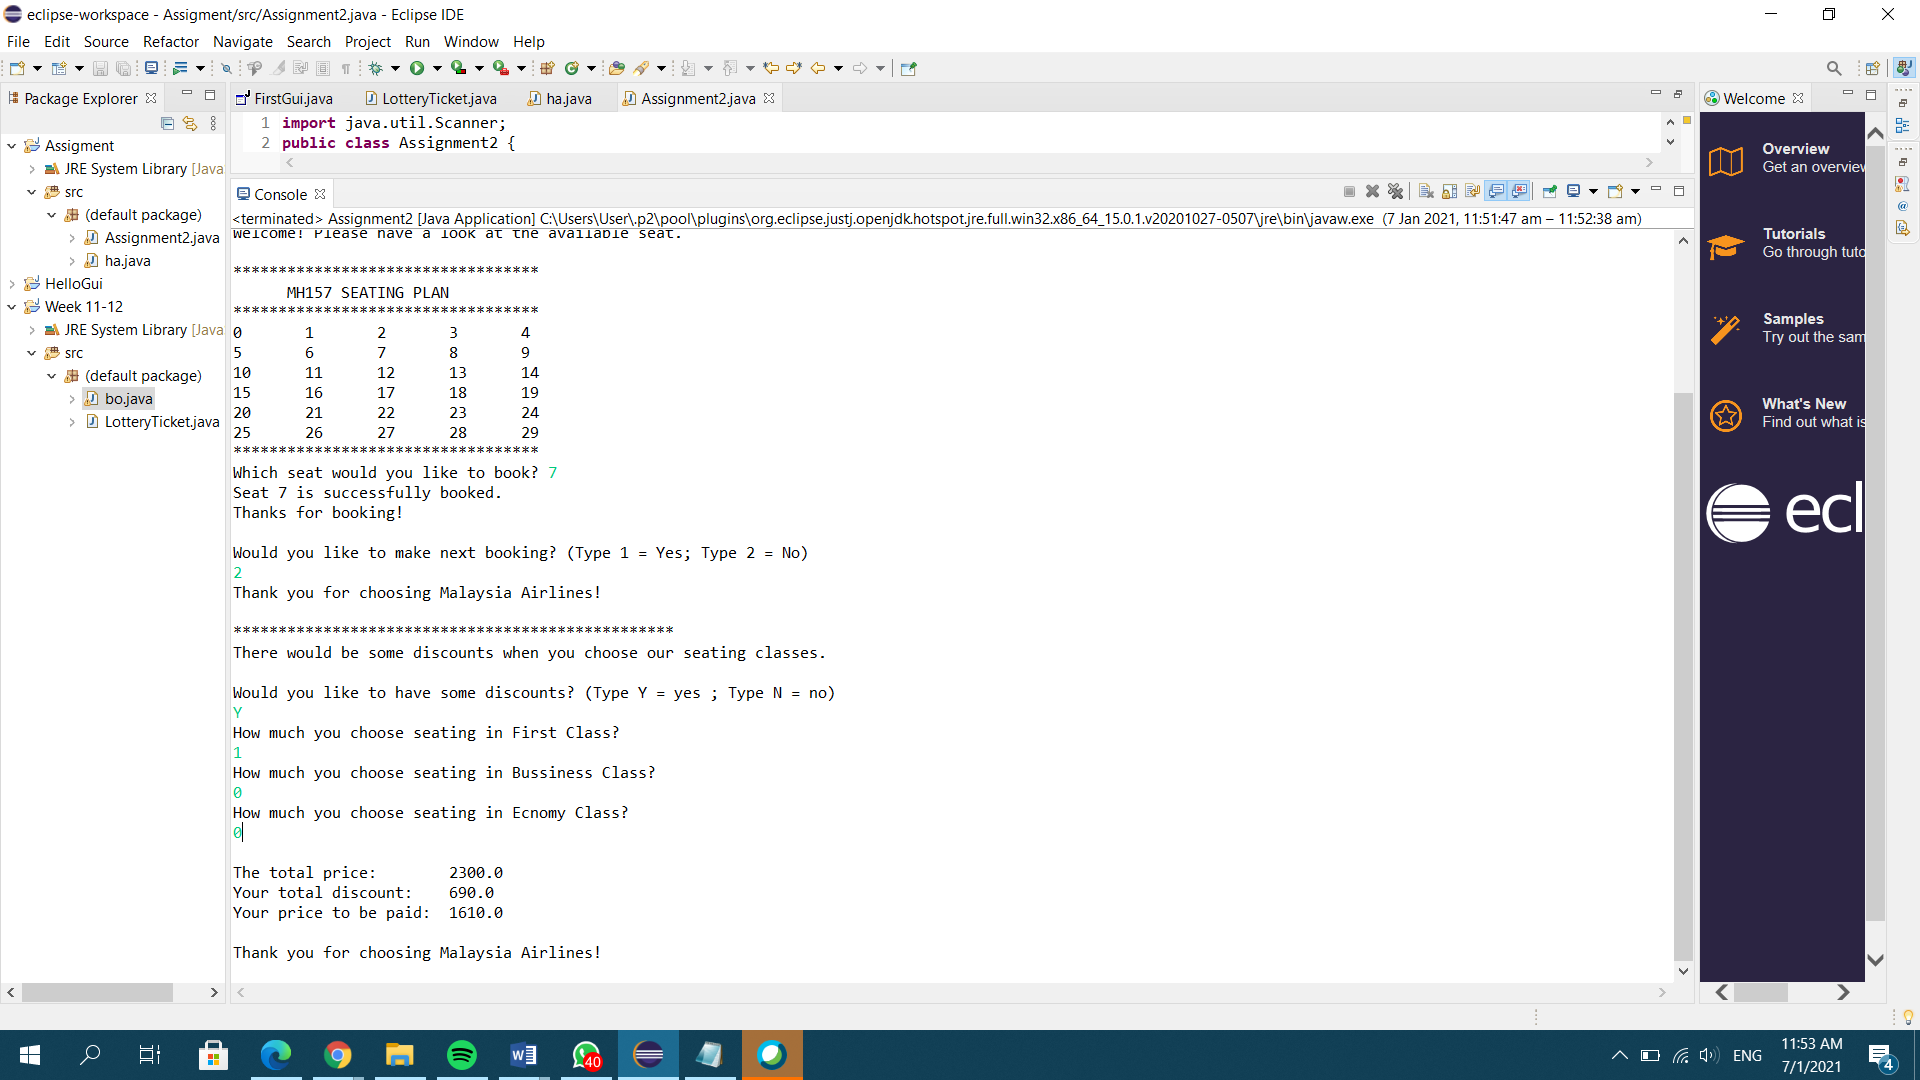 eclipse-workspace - Assigment/src/Assignment2.java - Eclipse IDE
File Edit Source Refactor Navigate Search Project Run Window Help
Package Explorer
Assigment
JRE System Library [Java
src
(default package)
Assignment2.java
ha.java
HelloGui
Week 11-12
JRE System Library [Java
src
(default package)
bo.java
LotteryTicket.java
FirstGui.java LotteryTicket.java ha.java Assignment2.java
1 import java.util.Scanner;
2 public class Assignment2 {
Console
<terminated> Assignment2 [Java Application] C:\Users\User\.p2\pool\plugins\org.eclipse.justj.openjdk.hotspot.jre.full.win32.x86_64_15.0.1.v20201027-0507\jre\bin\javaw.exe (7 Jan 2021, 11:51:47 am – 11:52:38 am)
Welcome! Please have a look at the available seat.
**********************************
MH157 SEATING PLAN
**********************************
0 1 2 3 4
5 6 7 8 9
10 11 12 13 14
15 16 17 18 19
20 21 22 23 24
25 26 27 28 29
**********************************
Which seat would you like to book? 7
Seat 7 is successfully booked.
Thanks for booking!
Would you like to make next booking? (Type 1 = Yes; Type 2 = No)
2
Thank you for choosing Malaysia Airlines!
*************************************************
There would be some discounts when you choose our seating classes.
Would you like to have some discounts? (Type Y = yes ; Type N = no)
Y
How much you choose seating in First Class?
1
How much you choose seating in Bussiness Class?
0
How much you choose seating in Ecnomy Class?
0
The total price: 2300.0
Your total discount: 690.0
Your price to be paid: 1610.0
Thank you for choosing Malaysia Airlines!
Welcome
Overview
Get an overview
Tutorials
Go through tuto
Samples
Try out the sam
What's New
Find out what is
ecl
40
ENG
11:53 AM
7/1/2021
4